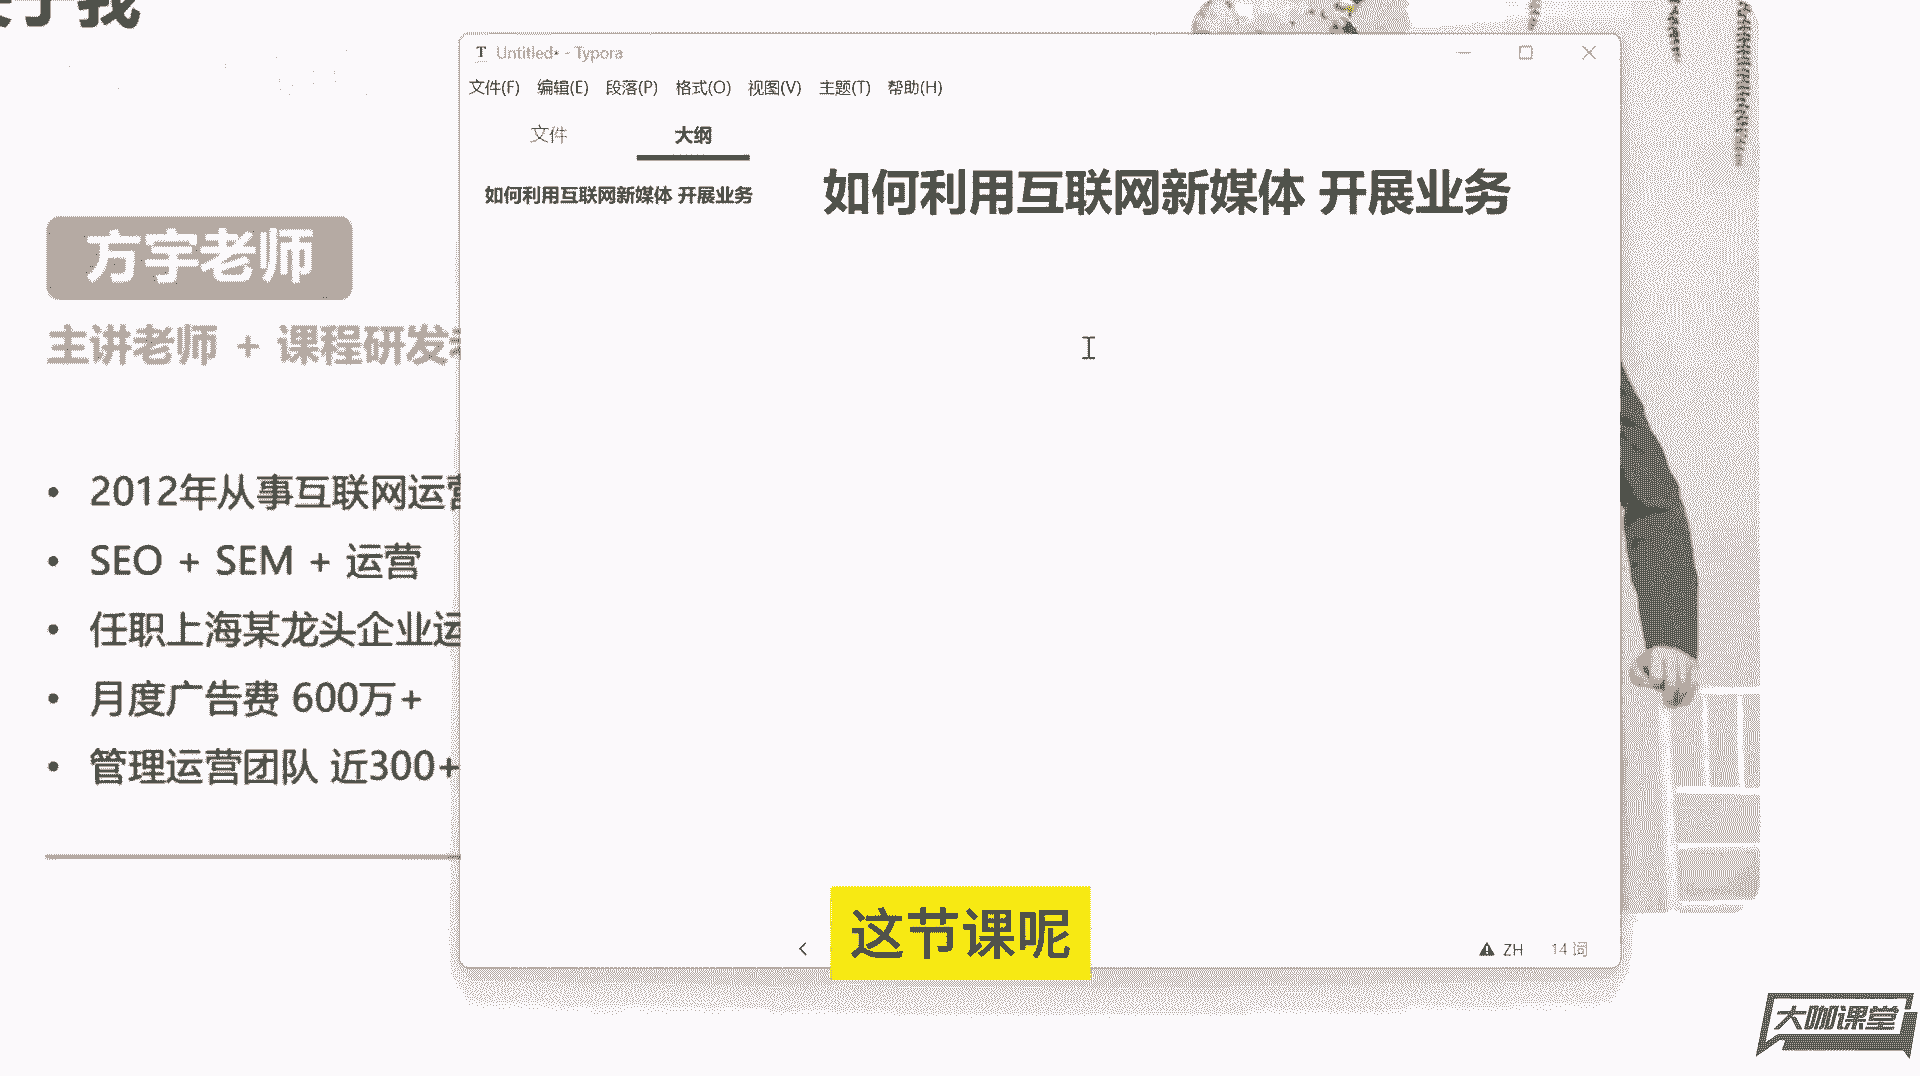 于我
方宇老师
主讲老师 + 课程研发
2012年从事互联网运营
SEO + SEM + 运营
任职上海某龙头企业运
月度广告费 600万+
管理运营团队 近300+
Untitled• - Typora
文件(F) 编辑(E) 段落(P) 格式(O) 视图(V) 主题(T) 帮助(H)
文件 大纲
如何利用互联网新媒体 开展业务
如何利用互联网新媒体 开展业务
这节课呢
ZH 14 词
大咖课堂